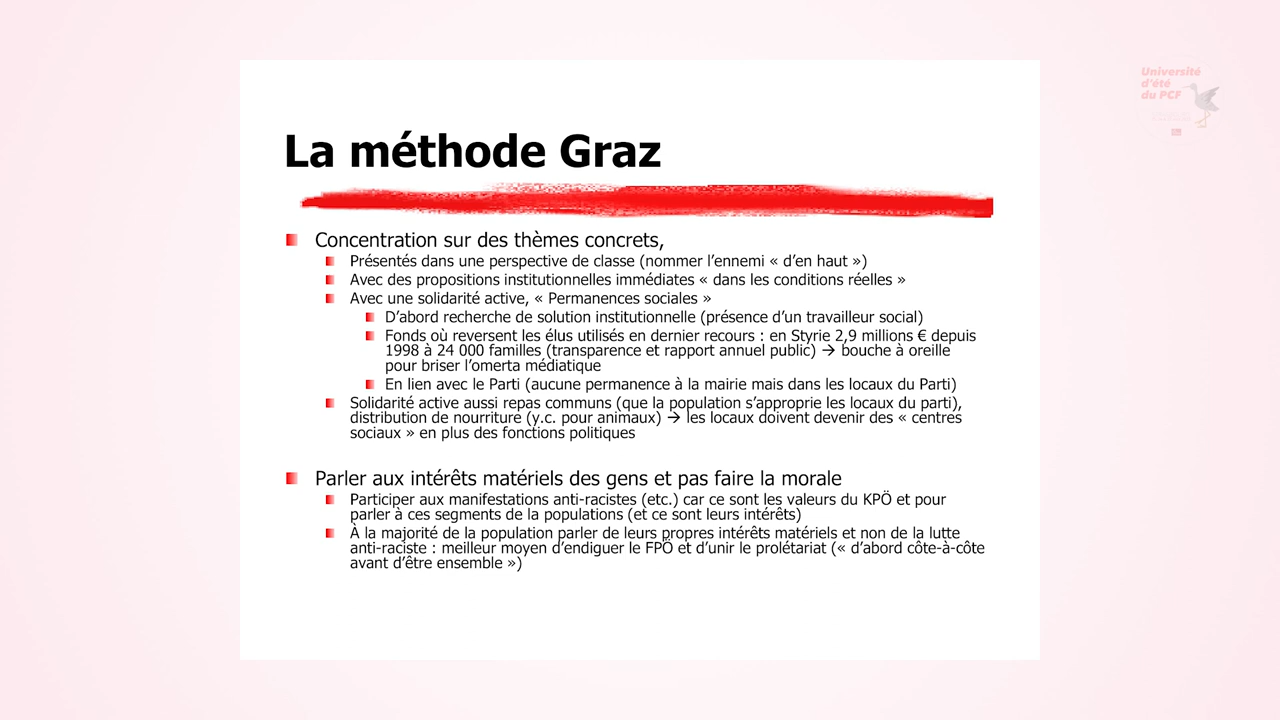 Université
d'été
du PCF
La méthode Graz
Concentration sur des thèmes concrets,
Présentés dans une perspective de classe (nommer l'ennemi « d'en haut »)
Avec des propositions institutionnelles immédiates « dans les conditions réelles »
Avec une solidarité active, « Permanences sociales »
D'abord recherche de solution institutionnelle (présence d'un travailleur social)
Fonds où reversent les élus utilisés en dernier recours : en Styrie 2,9 millions € depuis
1998 à 24 000 familles (transparence et rapport annuel public) → bouche à oreille
pour briser l'omerta médiatique
En lien avec le Parti (aucune permanence à la mairie mais dans les locaux du Parti)
Solidarité active aussi repas communs (que la population s'approprie les locaux du parti),
distribution de nourriture (y.c. pour animaux) → les locaux doivent devenir des « centres
sociaux » en plus des fonctions politiques
Parler aux intérêts matériels des gens et pas faire la morale
Participer aux manifestations anti-racistes (etc.) car ce sont les valeurs du KPÖ et pour
parler à ces segments de la populations (et ce sont leurs intérêts)
À la majorité de la population parler de leurs propres intérêts matériels et non de la lutte
anti-raciste : meilleur moyen d'endiguer le FPÖ et d'unir le prolétariat (« d'abord côte-à-côte
avant d'être ensemble »)